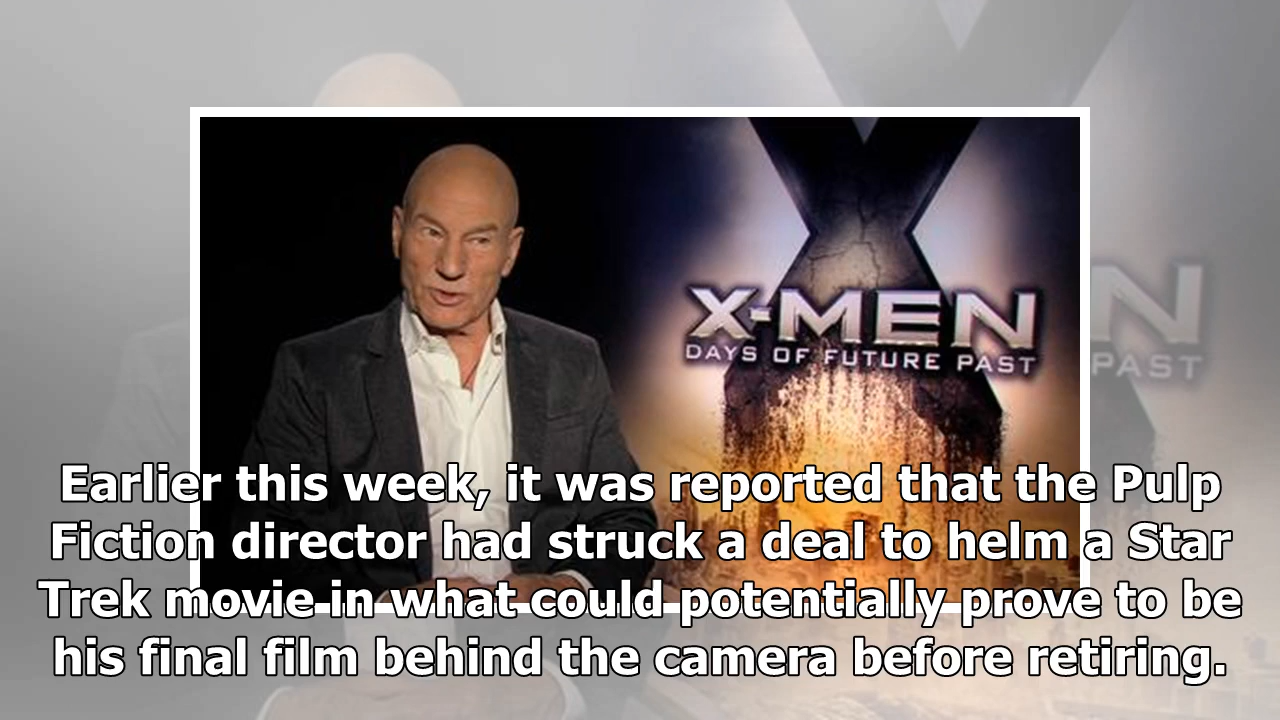 X-MEN
DAYS OF FUTURE PAST
N
PAST
Earlier this week, it was reported that the Pulp
Fiction director had struck a deal to helm a Star
Trek movie in what could potentially prove to be
his final film behind the camera before retiring.